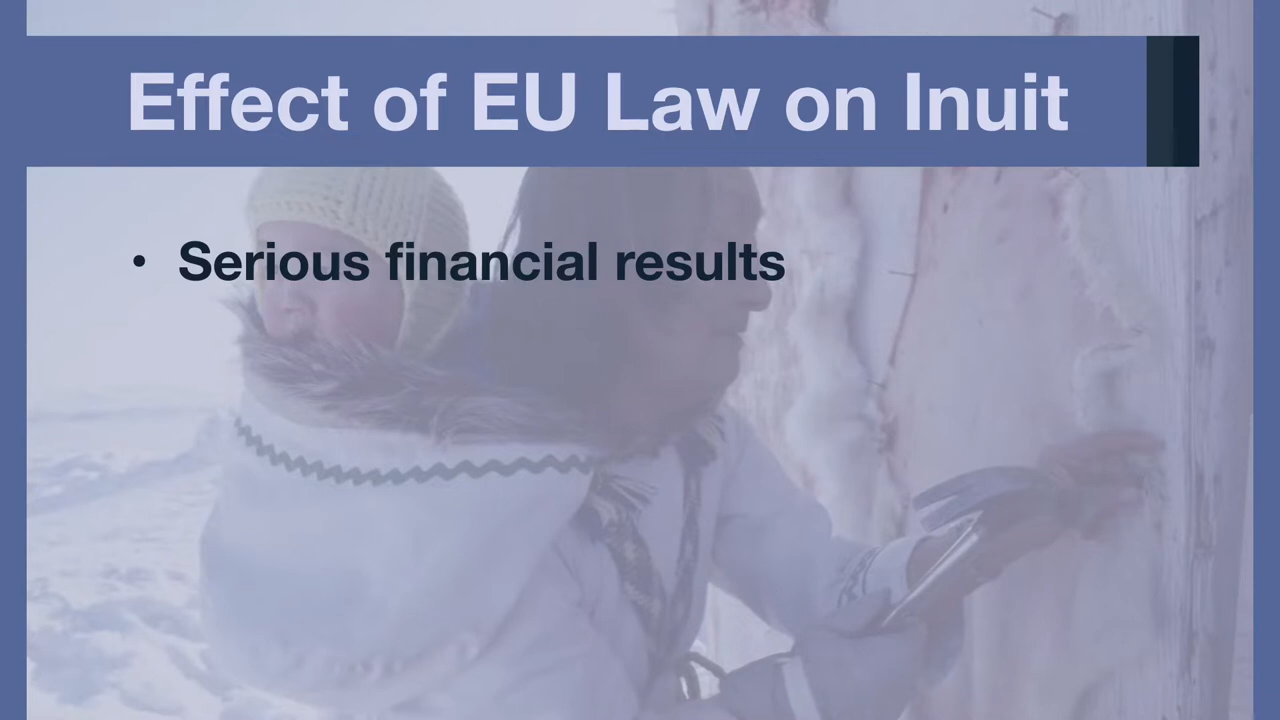 Effect of EU Law on Inuit
• Serious financial results